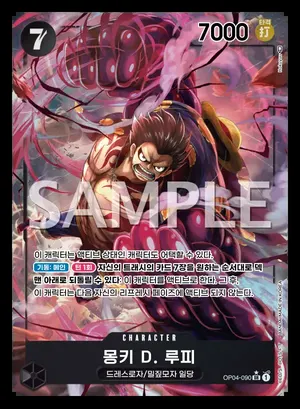 7
7000
타격
打
SAMPLE
이 캐릭터는 액티브 상태인 캐릭터도 어택할 수 있다.
기동: 메인 턴 1회 자신의 트래시의 카드 7장을 원하는 순서대로 덱
맨 아래로 되돌릴 수 있다: 이 캐릭터를 액티브로 한다. 그 후,
이 캐릭터는 다음 자신의 리프레시 페이즈에 액티브 되지 않는다.
CHARACTER
몽키 D. 루피
드레스로자/밀짚모자 일당
OP04-090 SR 1